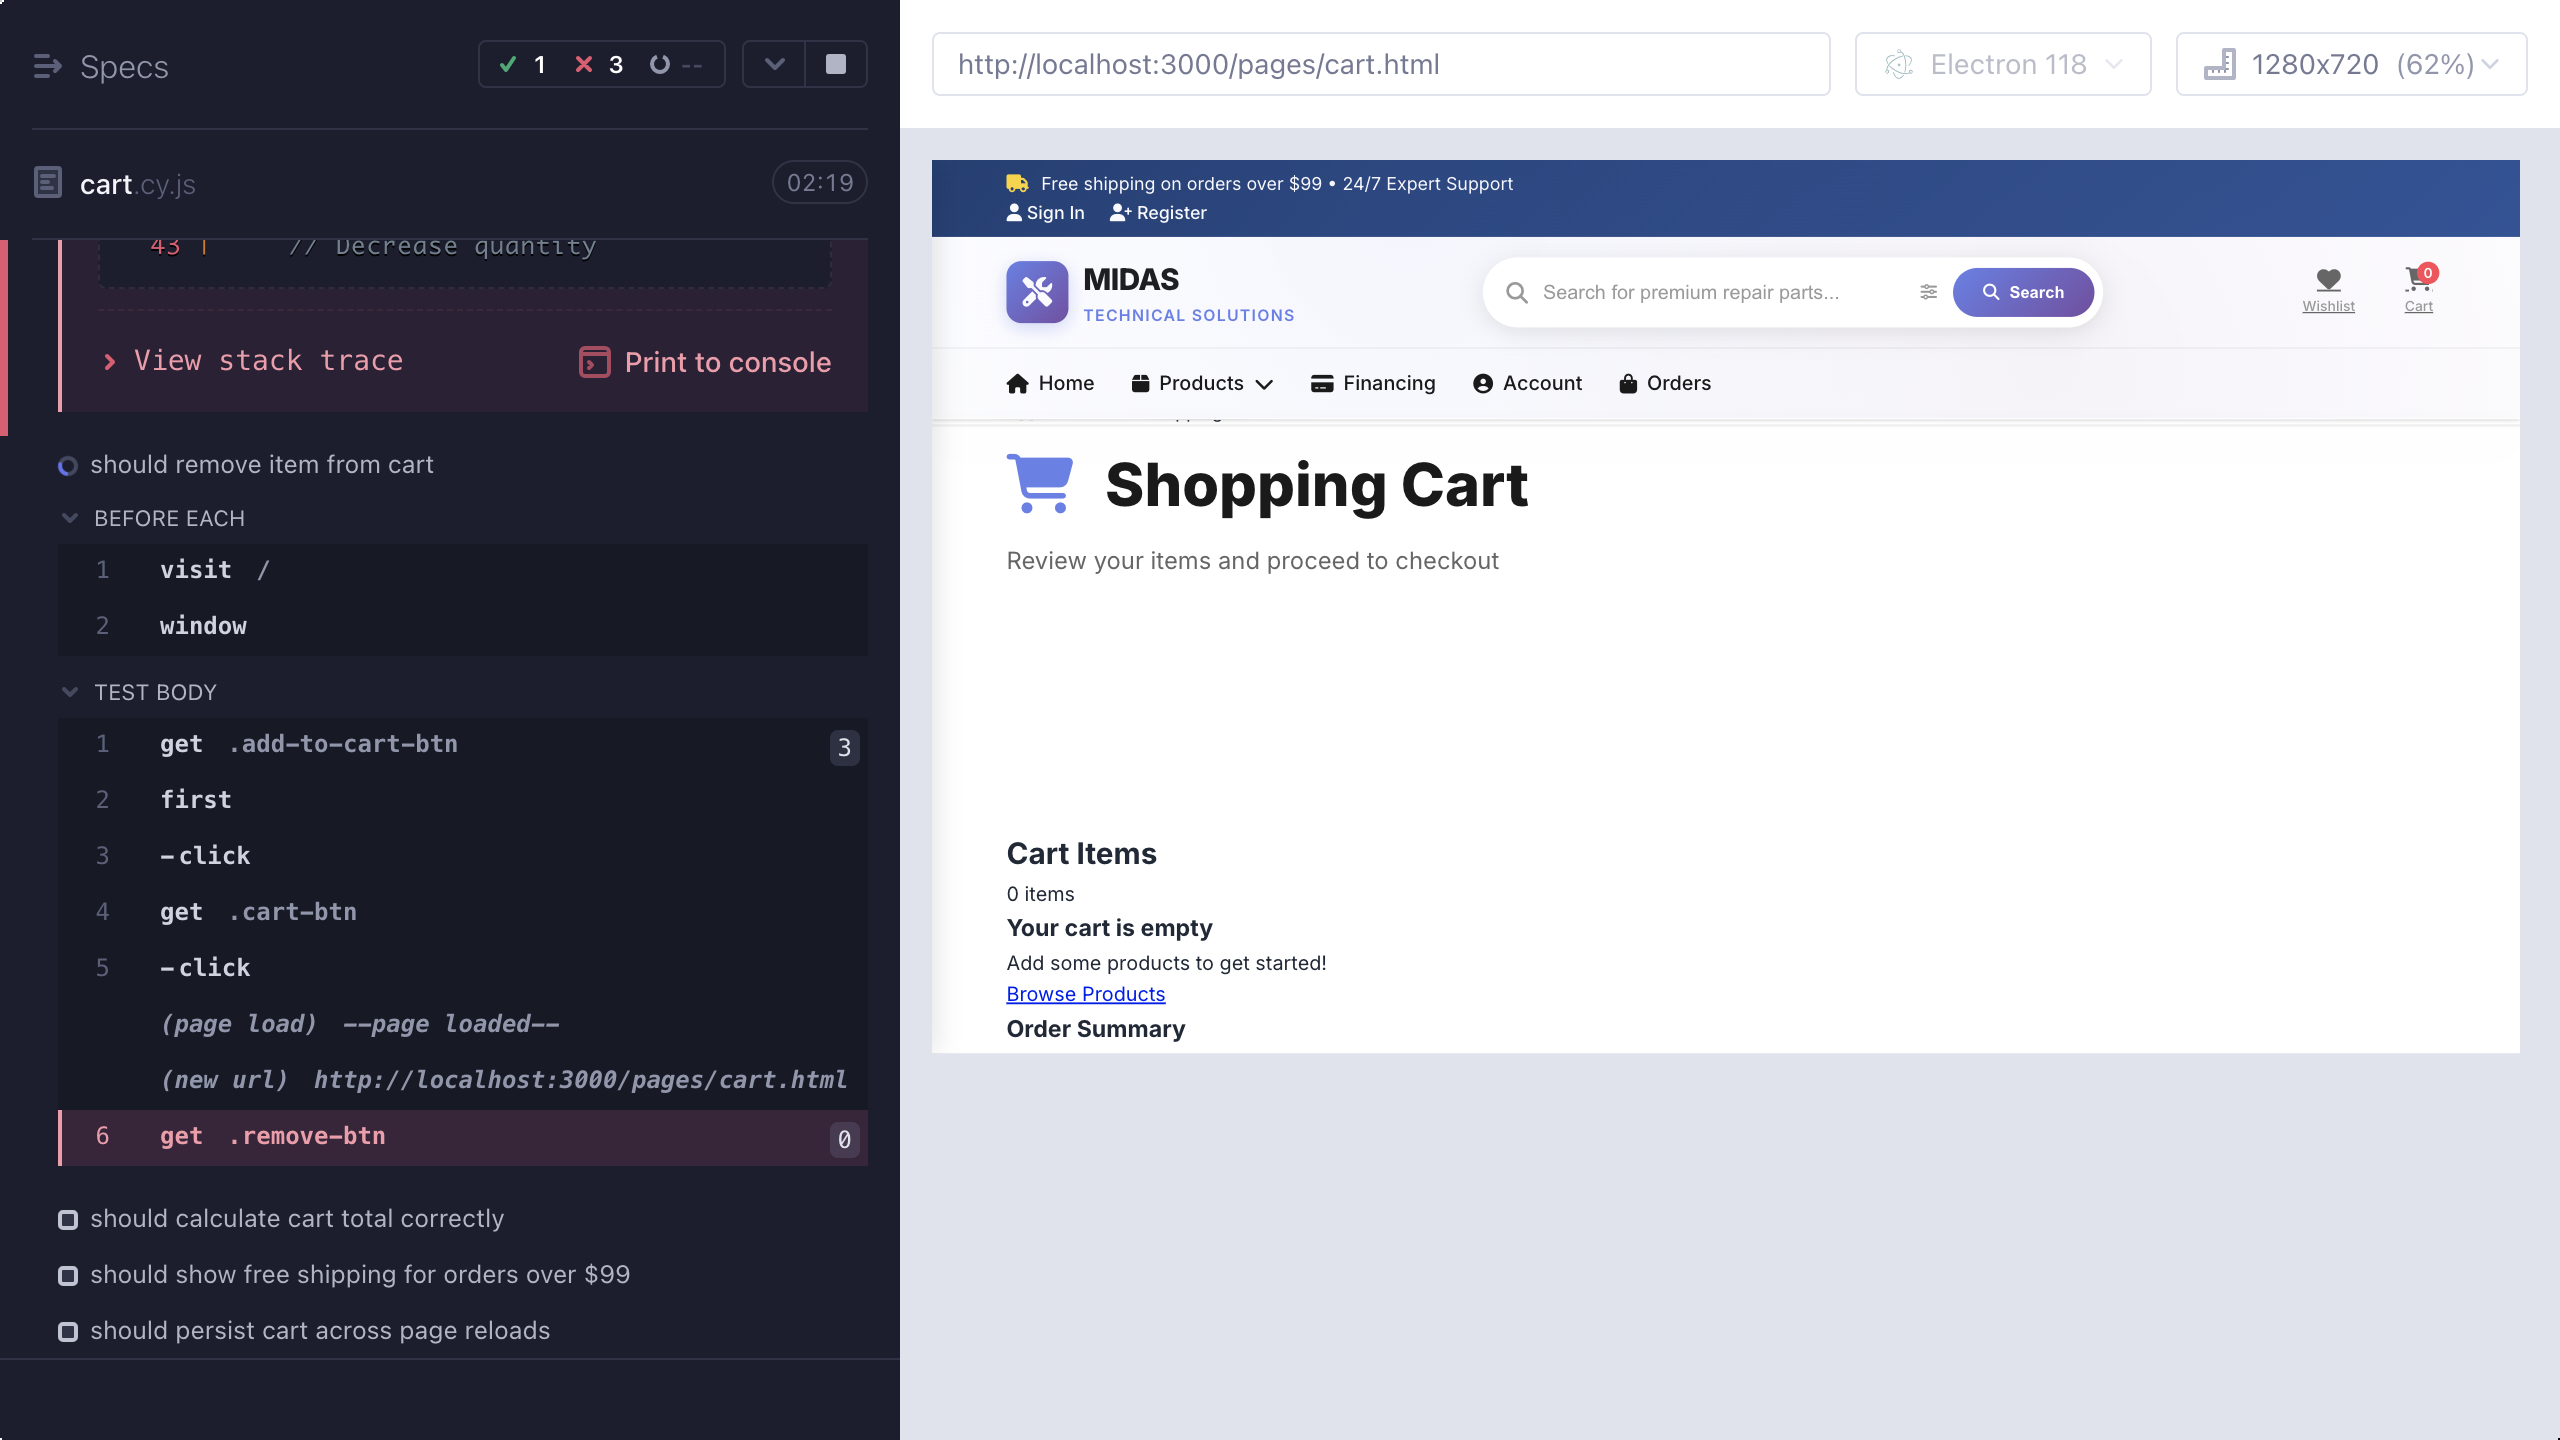 Specs
1 3 --
cart.cy.js 02:19
43 | // Decrease quantity
View stack trace Print to console
should remove item from cart
BEFORE EACH
1 visit /
2 window
TEST BODY
1 get .add-to-cart-btn 3
2 first
3 -click
4 get .cart-btn
5 -click
(page load) --page loaded--
(new url) http://localhost:3000/pages/cart.html
6 get .remove-btn 0
should calculate cart total correctly
should show free shipping for orders over $99
should persist cart across page reloads
http://localhost:3000/pages/cart.html Electron 118 1280x720 (62%)
Free shipping on orders over $99 • 24/7 Expert Support
Sign In Register
MIDAS
TECHNICAL SOLUTIONS
Search for premium repair parts...
Search
Wishlist
0
Cart
Home Products Financing Account Orders
Shopping Cart
Review your items and proceed to checkout
Cart Items
0 items
Your cart is empty
Add some products to get started!
Browse Products
Order Summary